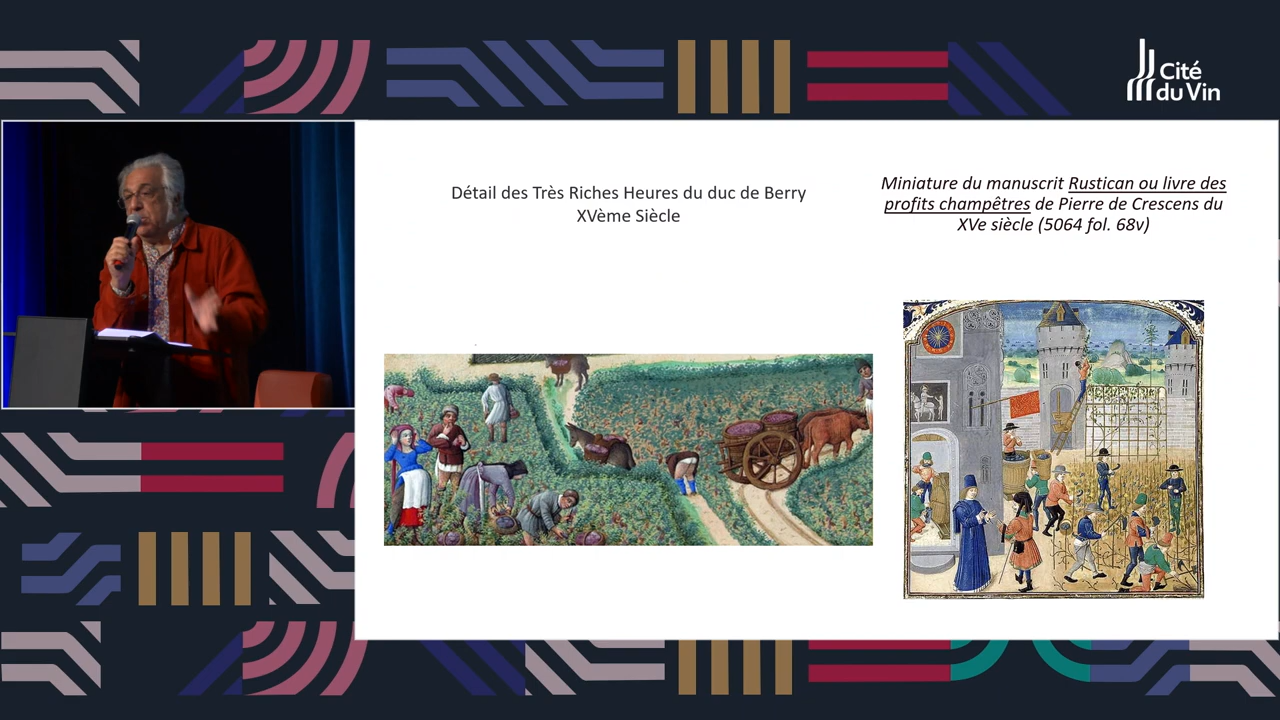 Cité
du Vin
Détail des Très Riches Heures du duc de Berry
XVème Siècle
Miniature du manuscrit Rustican ou livre des
profits champêtres de Pierre de Crescens du
XVe siècle (5064 fol. 68v)